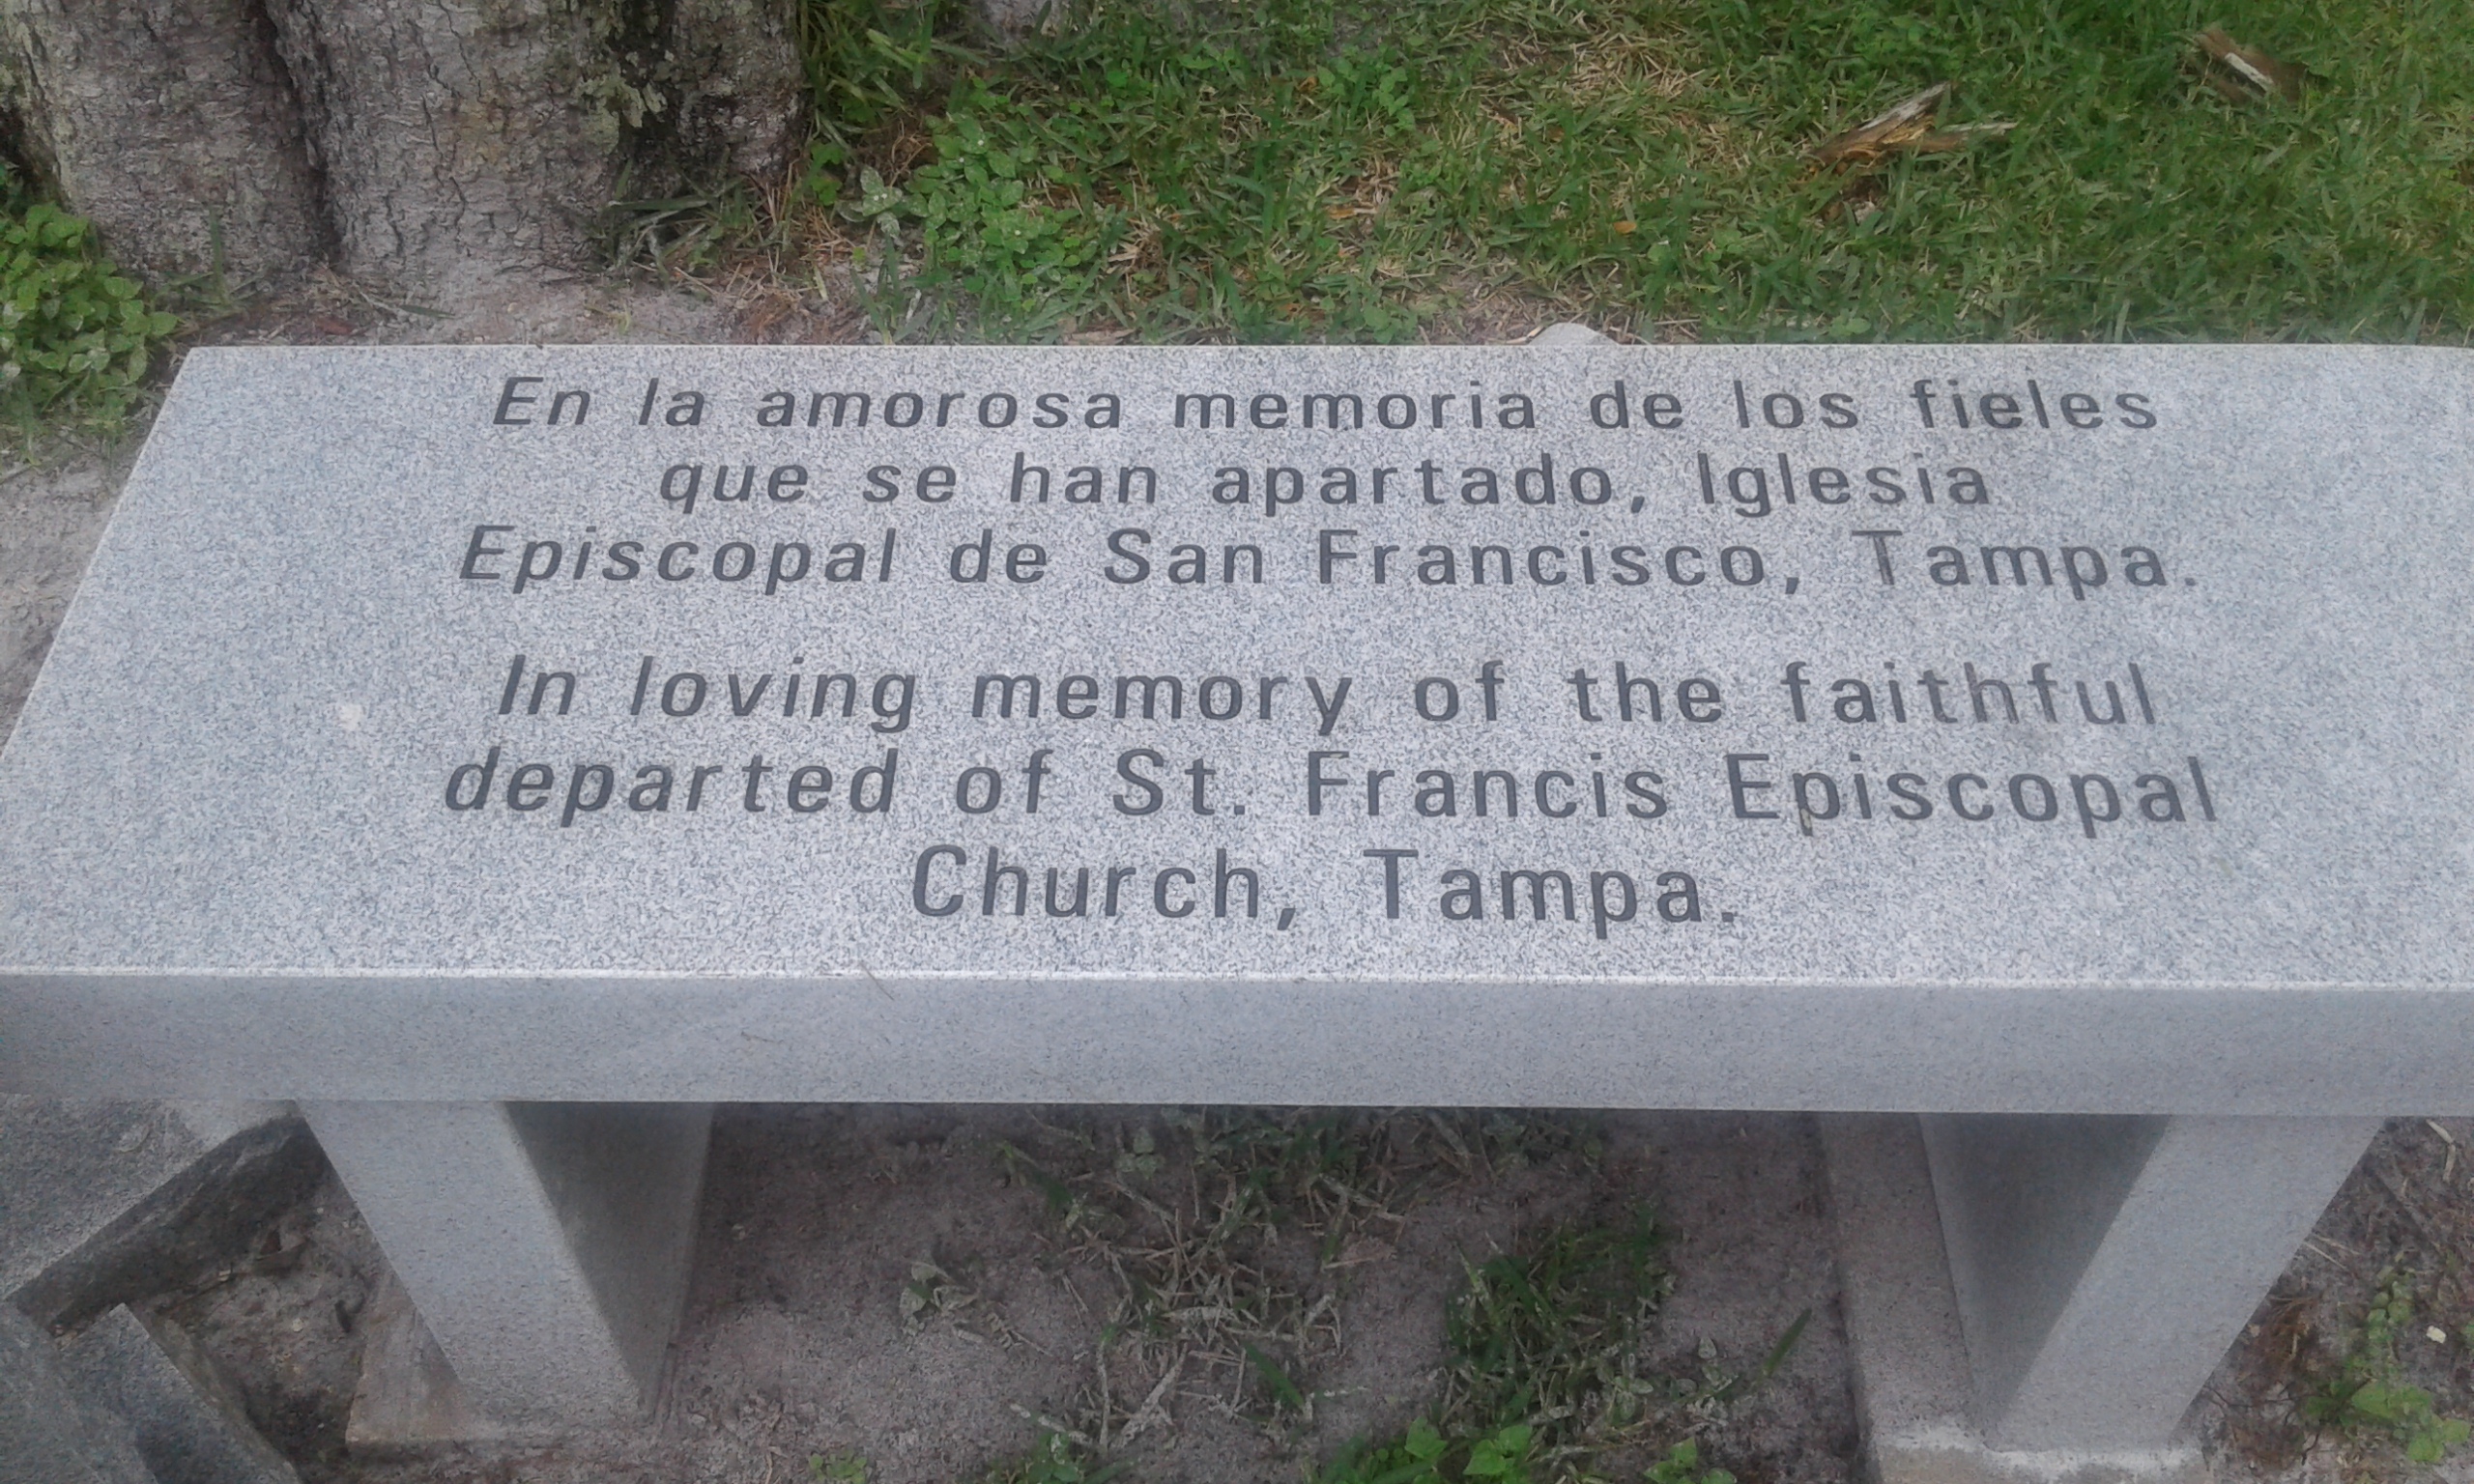 En la amorosa memoria de los fieles
que se han apartado, Iglesia
Episcopal de San Francisco, Tampa.
In loving memory of the faithful
departed of St. Francis Episcopal
Church, Tampa.